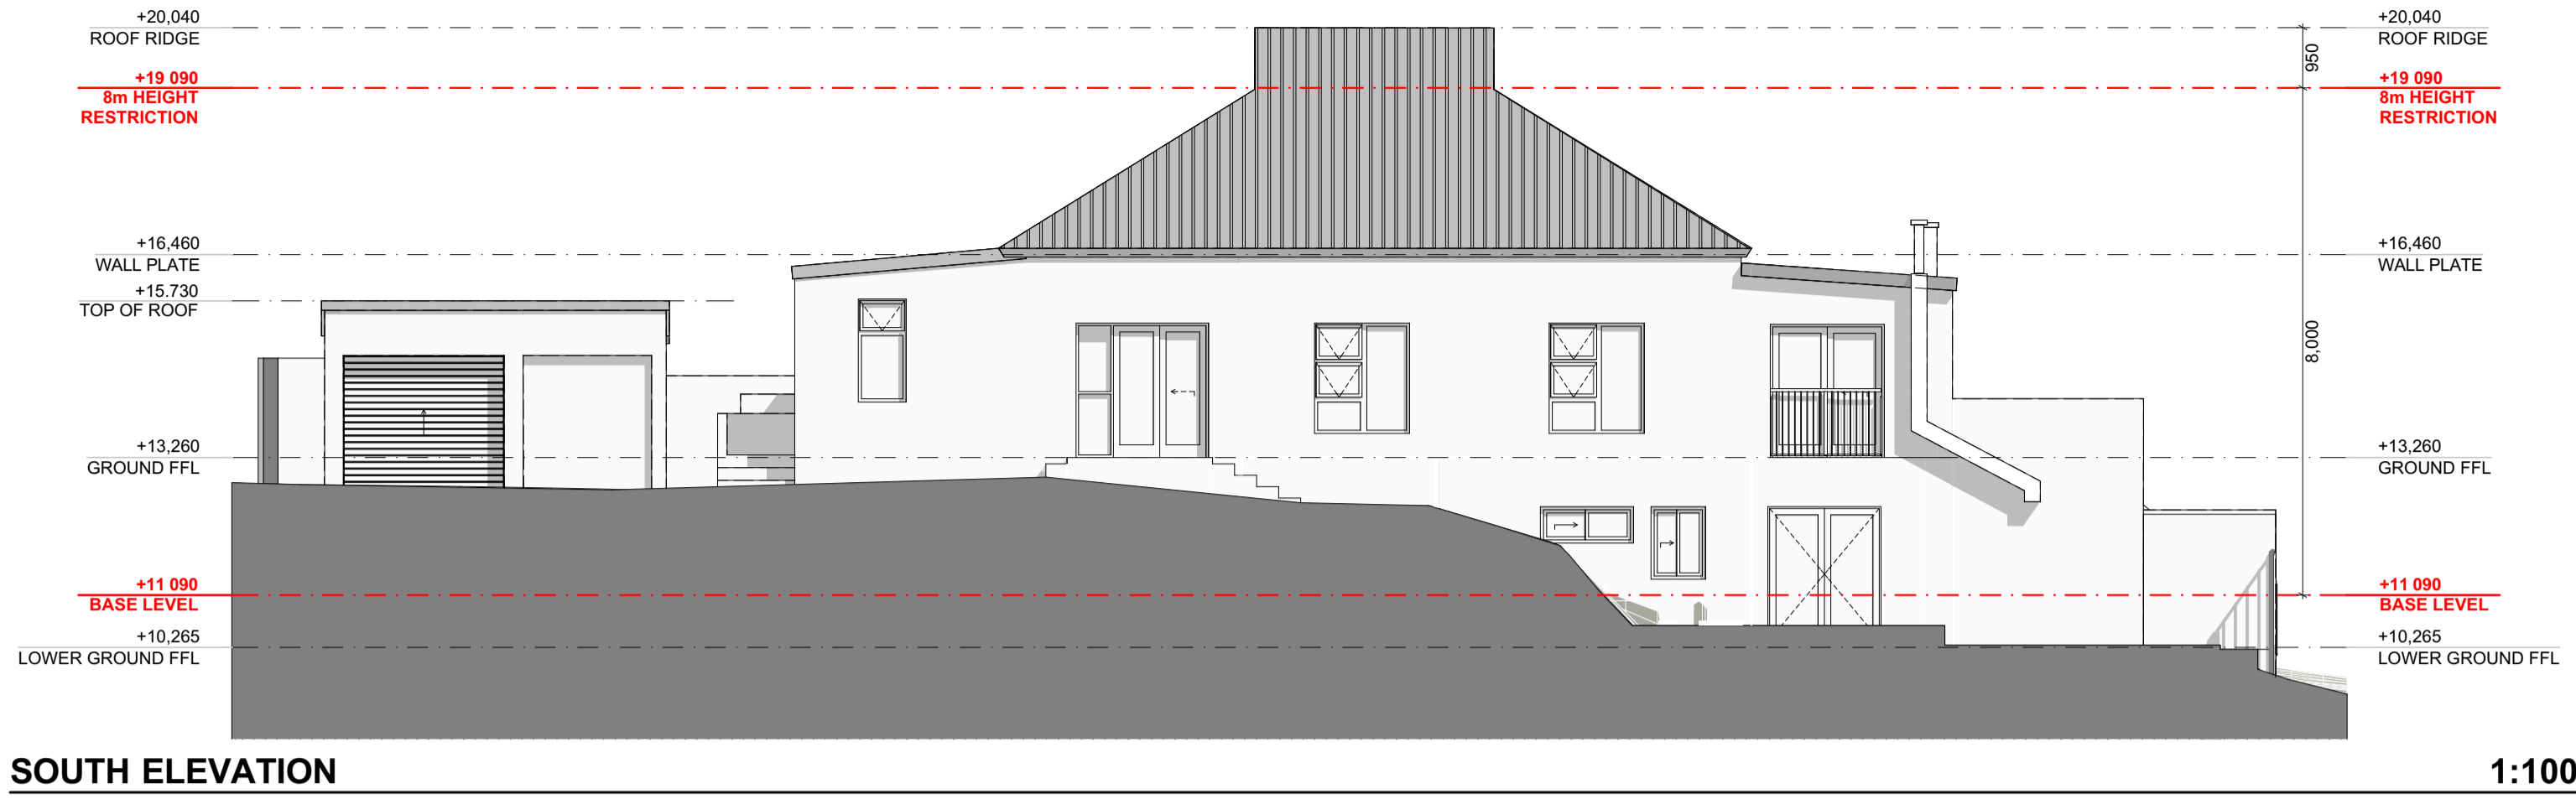 +20,040
ROOF RIDGE
+19 090
8m HEIGHT
RESTRICTION
+16,460
WALL PLATE
+15.730
TOP OF ROOF
+13,260
GROUND FFL
+11 090
BASE LEVEL
+10,265
LOWER GROUND FFL
950
8,000
+20,040
ROOF RIDGE
+19 090
8m HEIGHT
RESTRICTION
+16,460
WALL PLATE
+13,260
GROUND FFL
+11 090
BASE LEVEL
+10,265
LOWER GROUND FFL
SOUTH ELEVATION
1:100